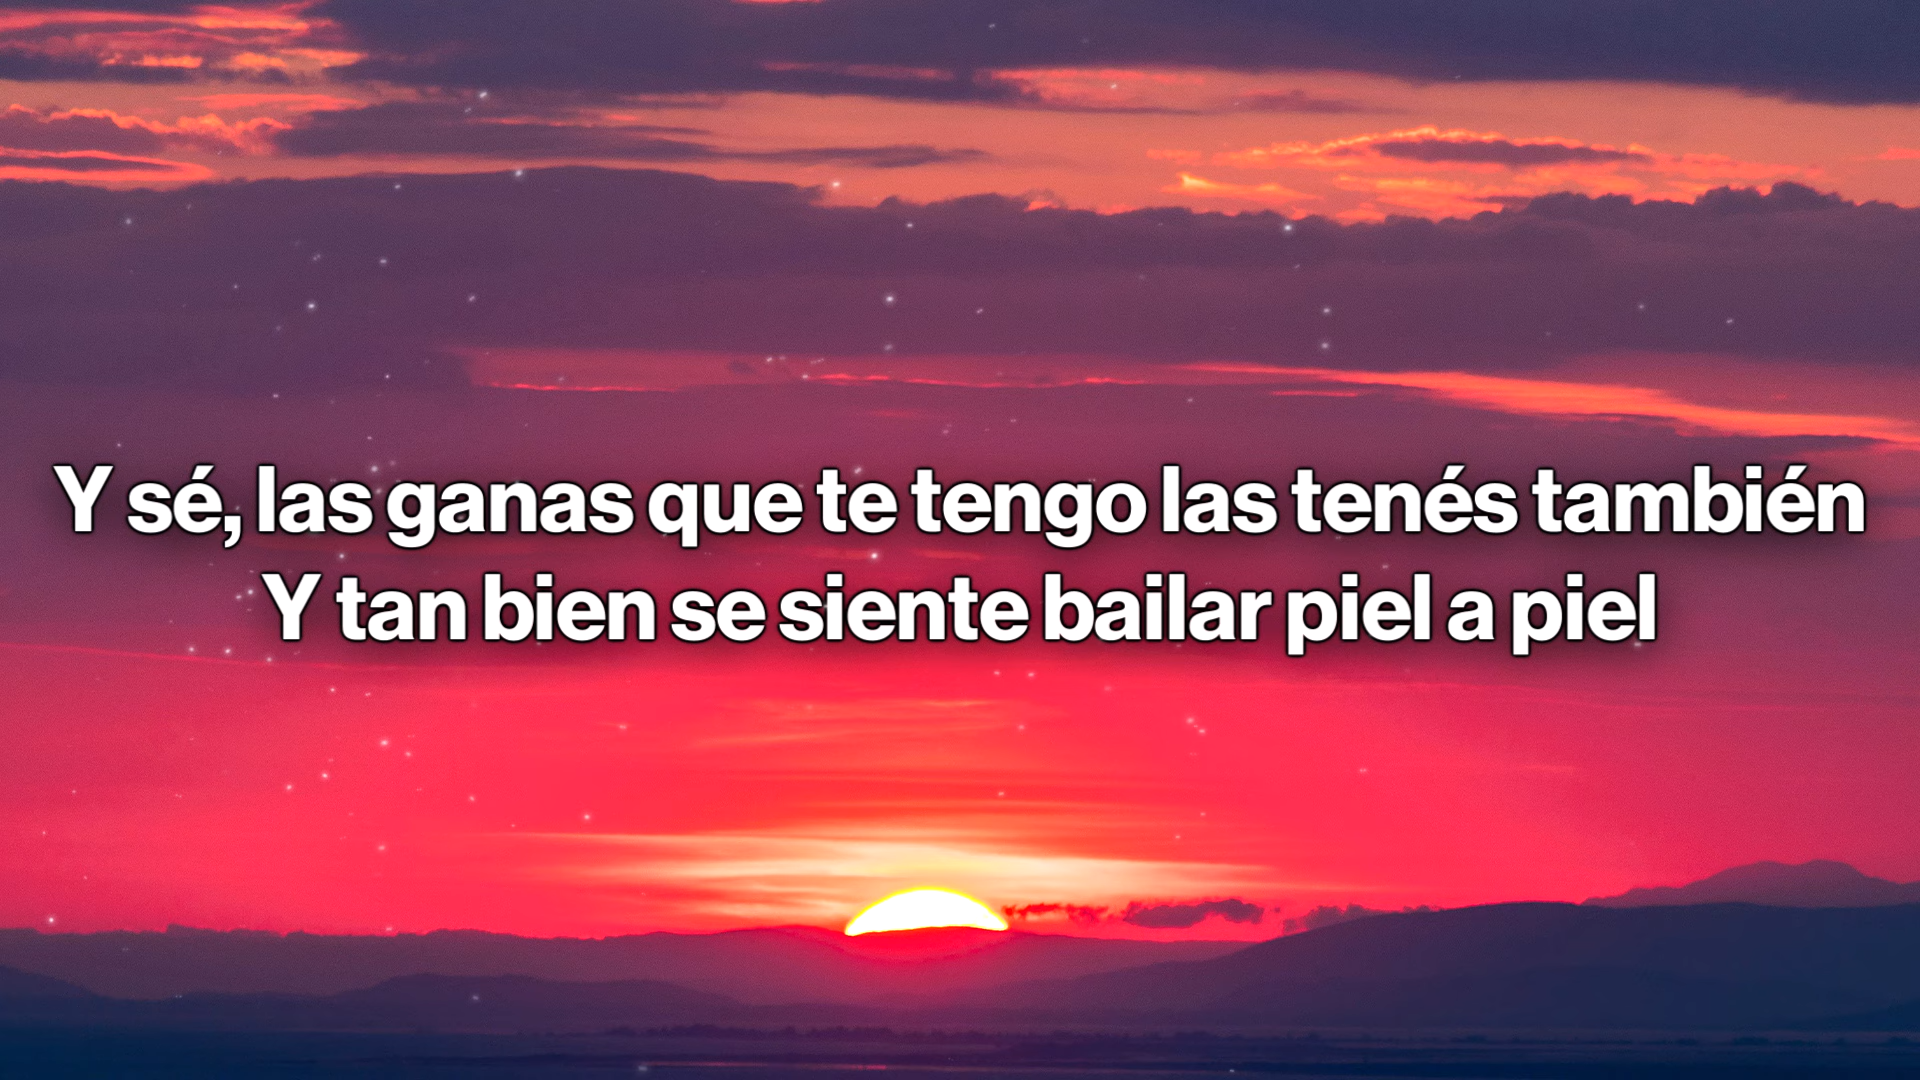 Y sé, las ganas que te tengo las tenés también
Y tan bien se siente bailar piel a piel